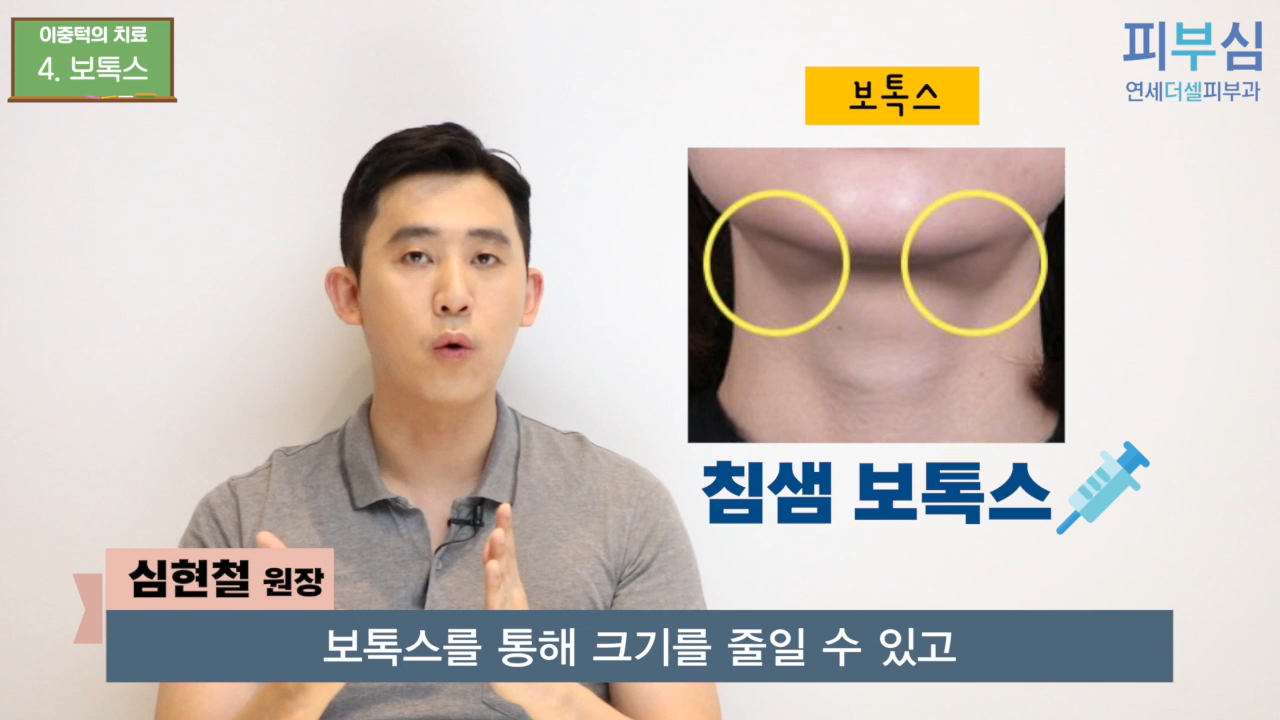 이중턱의 치료
4. 보톡스
피부심
연세더셀피부과
보톡스
침샘 보톡스
심현철 원장
보톡스를 통해 크기를 줄일 수 있고